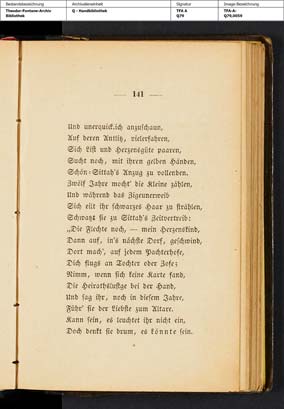 Bestandsbezeichnung Archivalieneinheit Signatur Image-Bezeichnung
Theodor-Fontane-Archiv Bibliothek Q - Handbibliothek TFA A Q79 TFA-A: Q79,0059
— 141 —
Und unerquicklich anzuschaun,
Auf deren Antlitz, vielerfahren,
Sich List und Herzensgüte paaren,
Sucht noch, mit ihren gelben Händen,
Schön-Sittah's Anzug zu vollenden.
Zwölf Jahre mocht' die Kleine zählen,
Und während das Zigeunerweib
Sich eilt ihr schwarzes Haar zu strählen,
Schwatzt sie zu Sittah's Zeitvertreib:
„Die Flechte noch, — mein Herzenskind,
Dann auf, in's nächste Dorf, geschwind,
Dort mach', auf jedem Pachterhofe,
Dich flugs an Tochter oder Zofe;
Nimm, wenn sich keine Karte fand,
Die Heirathslustge bei der Hand,
Und sag ihr, noch in diesem Jahre,
Führ' sie der Liebste zum Altare.
Kann sein, es leuchtet ihr nicht ein,
Doch denkt sie drum, es könnte sein.